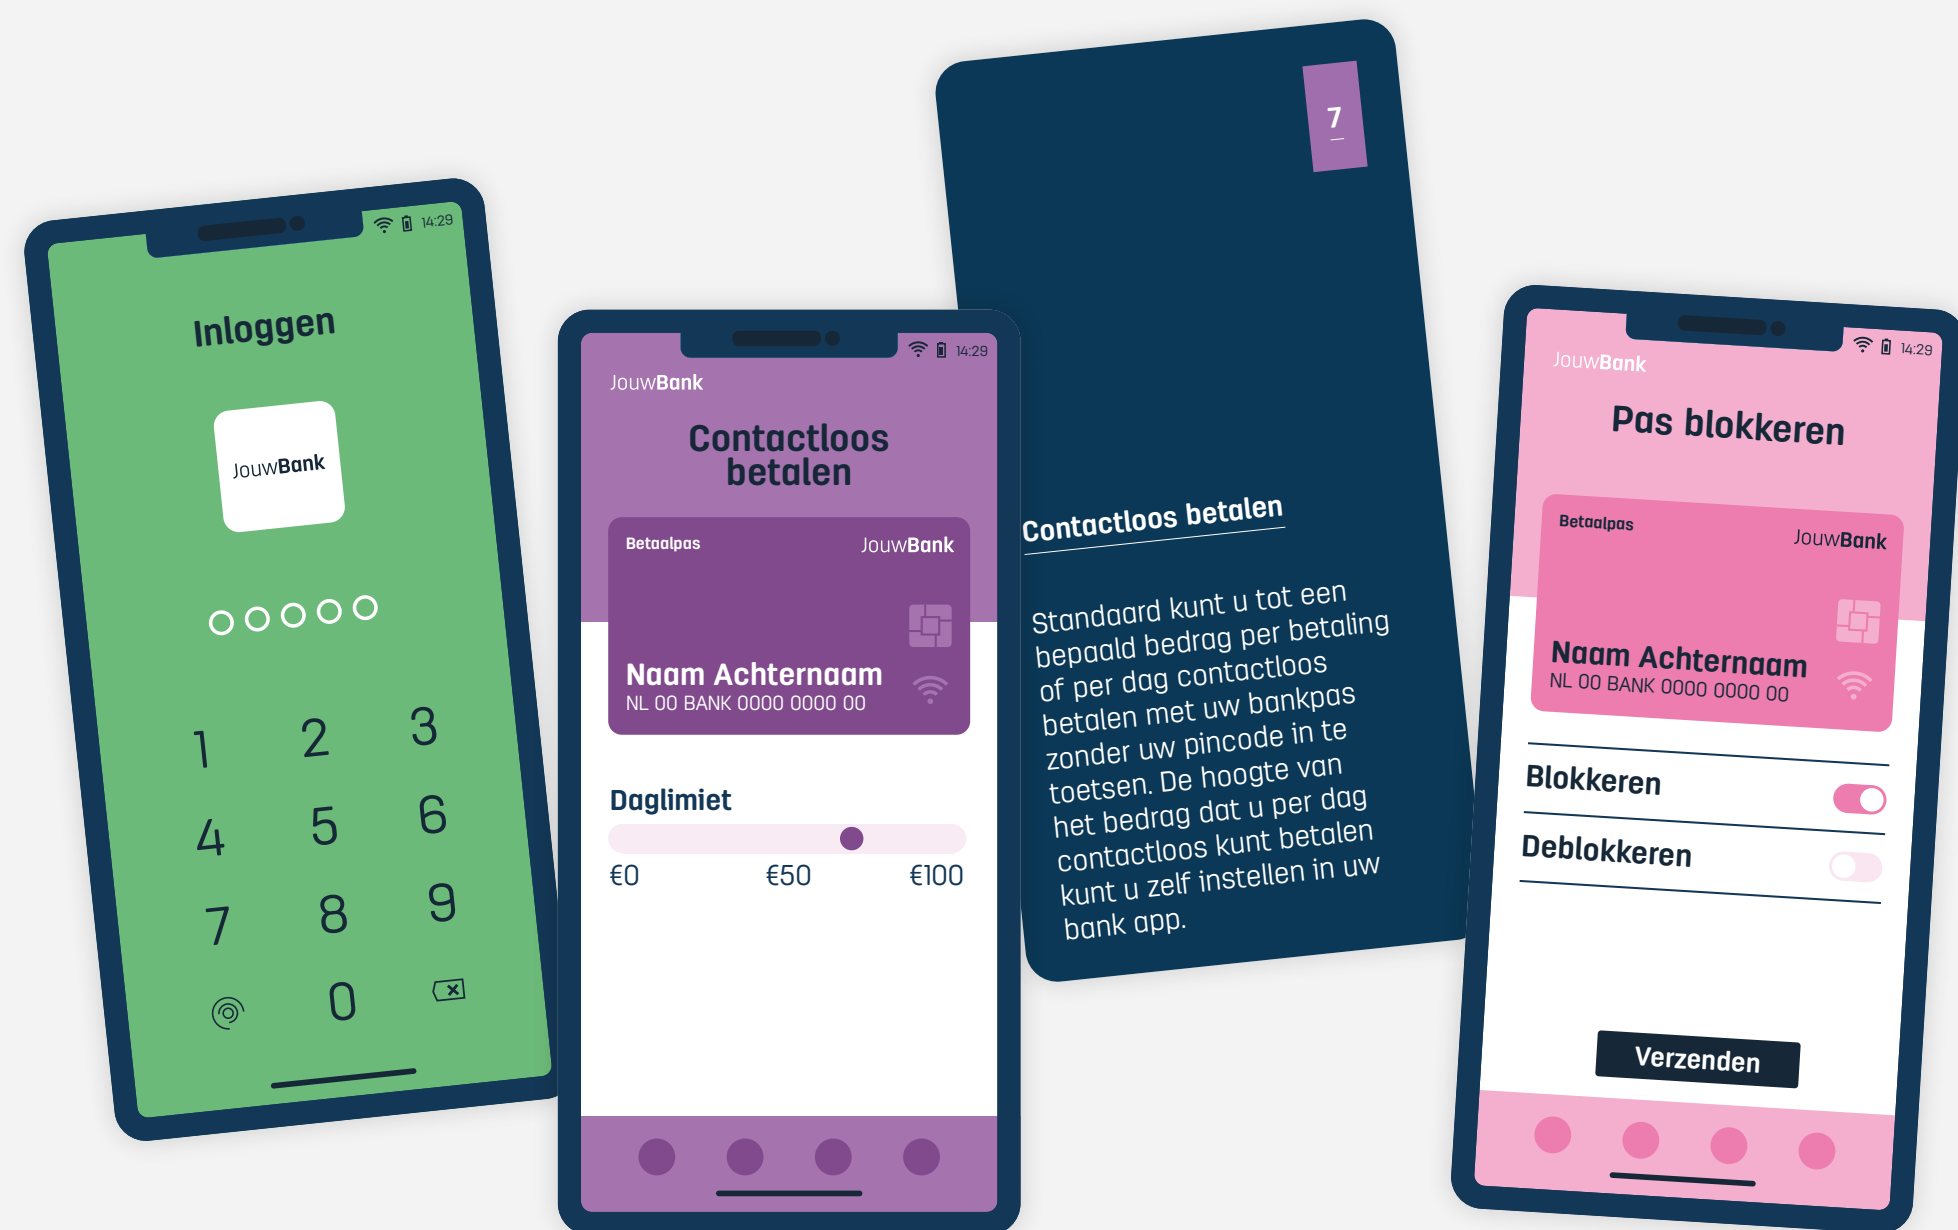 14:29
Inloggen
JouwBank
1 2 3
4 5 6
7 8 9
0
14:29
JouwBank
Contactloos
betalen
Betaalpas JouwBank
Naam Achternaam
NL 00 BANK 0000 0000 00
Daglimiet
€0 €50 €100
7
Contactloos betalen
Standaard kunt u tot een
bepaald bedrag per betaling
of per dag contactloos
betalen met uw bankpas
zonder uw pincode in te
toetsen. De hoogte van
het bedrag dat u per dag
contactloos kunt betalen
kunt u zelf instellen in uw
bank app.
14:29
JouwBank
Pas blokkeren
Betaalpas JouwBank
Naam Achternaam
NL 00 BANK 0000 0000 00
Blokkeren
Deblokkeren
Verzenden